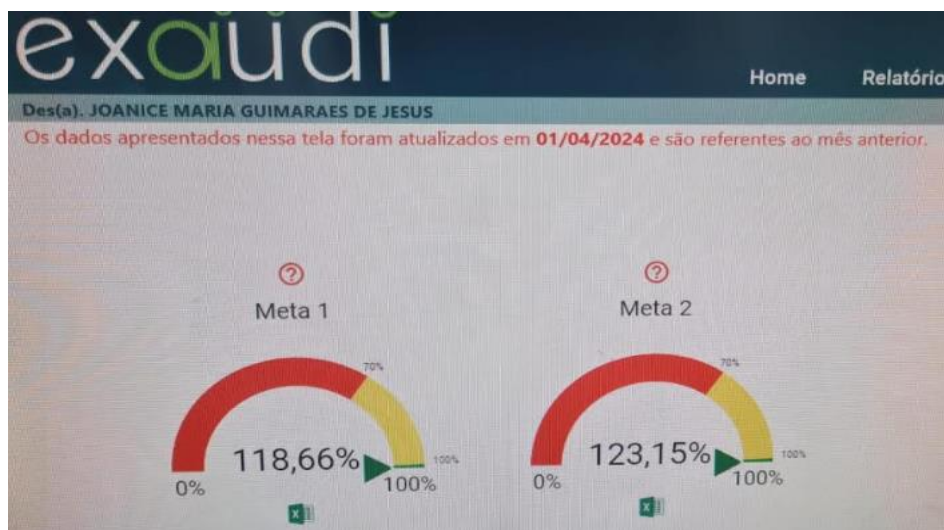 exaüdi
Home Relatório
Des(a). JOANICE MARIA GUIMARAES DE JESUS
Os dados apresentados nessa tela foram atualizados em 01/04/2024 e são referentes ao mês anterior.
Meta 1
70%
118,66%
100%
0%
100%
Meta 2
70%
123,15%
100%
0%
100%